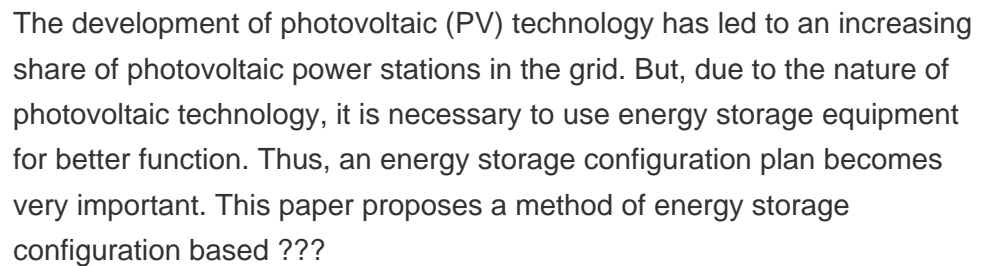 The development of photovoltaic (PV) technology has led to an increasing
share of photovoltaic power stations in the grid. But, due to the nature of
photovoltaic technology, it is necessary to use energy storage equipment
for better function. Thus, an energy storage configuration plan becomes
very important. This paper proposes a method of energy storage
configuration based ???